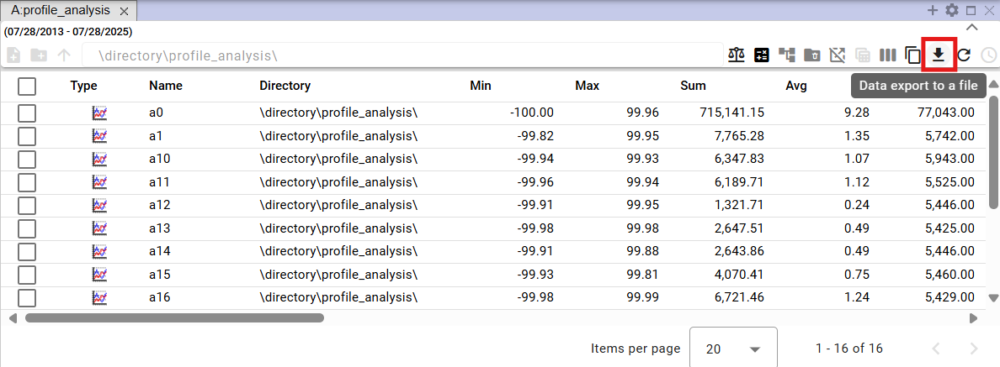 A:profile_analysis
(07/28/2013 - 07/28/2025)
\directory\profile_analysis\
Data export to a file
Type Name Directory Min Max Sum Avg
a0 \directory\profile_analysis\ -100.00 99.96 715,141.15 9.28 77,043.00
a1 \directory\profile_analysis\ -99.82 99.95 7,765.28 1.35 5,742.00
a10 \directory\profile_analysis\ -99.94 99.93 6,347.83 1.07 5,943.00
a11 \directory\profile_analysis\ -99.96 99.94 6,189.71 1.12 5,525.00
a12 \directory\profile_analysis\ -99.91 99.95 1,321.71 0.24 5,446.00
a13 \directory\profile_analysis\ -99.98 99.98 2,647.51 0.49 5,425.00
a14 \directory\profile_analysis\ -99.91 99.88 2,643.86 0.49 5,446.00
a15 \directory\profile_analysis\ -99.93 99.81 4,070.41 0.75 5,460.00
a16 \directory\profile_analysis\ -99.98 99.99 6,721.46 1.24 5,429.00
Items per page 20 1 - 16 of 16